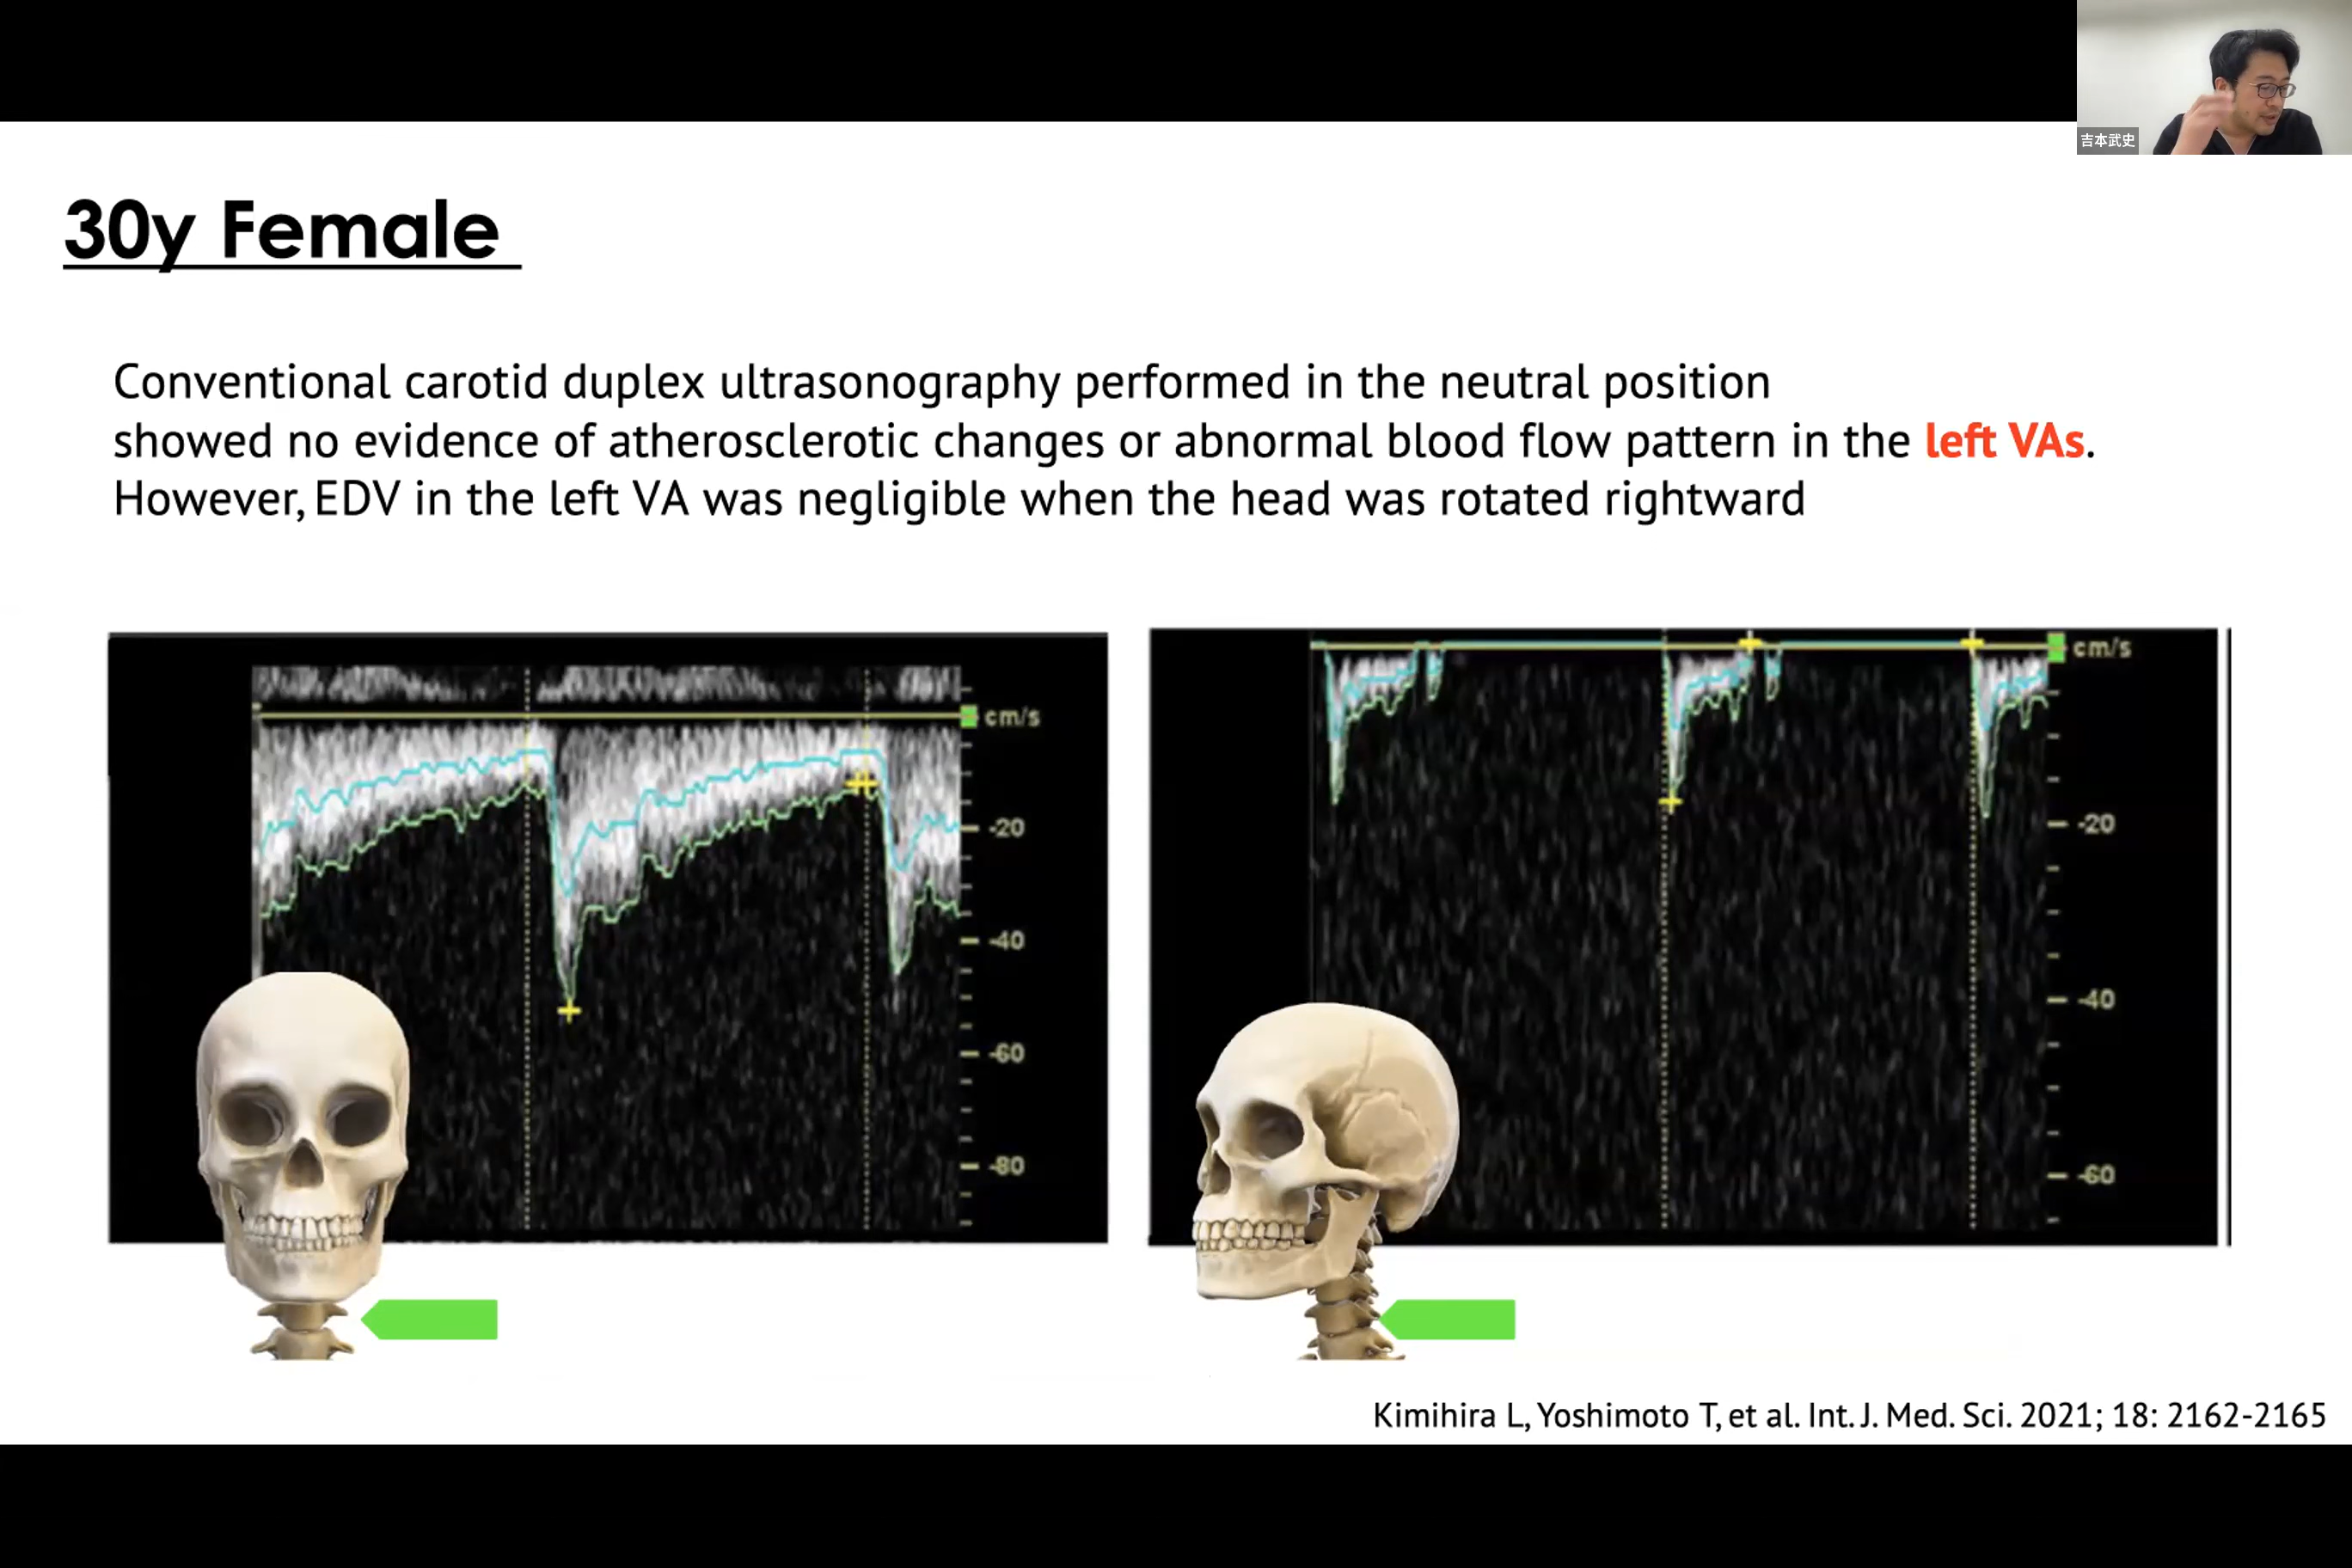 吉本武史
30y Female
Conventional carotid duplex ultrasonography performed in the neutral position
showed no evidence of atherosclerotic changes or abnormal blood flow pattern in the left VAs.
However, EDV in the left VA was negligible when the head was rotated rightward
cm/s
-20
-40
-60
-80
cm/s
-20
-40
-60
Kimihira L, Yoshimoto T, et al. Int. J. Med. Sci. 2021; 18: 2162-2165